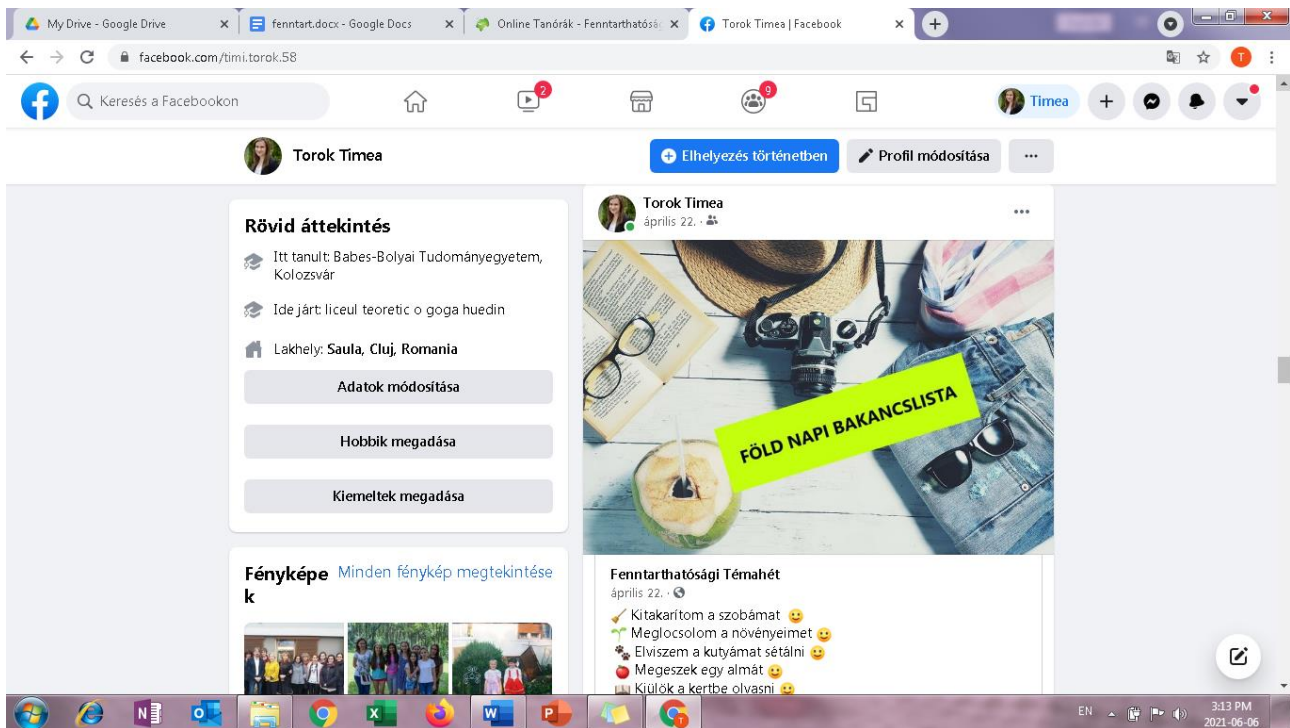 My Drive - Google Drive
fenntart.docx - Google Docs
Online Tanórák - Fenntarthatósá
Torok Timea | Facebook
facebook.com/timi.torok.58
T
Keresés a Facebookon
2
9
Timea
Torok Timea
Elhelyezés történetben
Profil módosítása
Rövid áttekintés
Itt tanult: Babes-Bolyai Tudományegyetem,
Kolozsvár
Ide járt: liceul teoretic o goga huedin
Lakhely: Saula, Cluj, Romania
Adatok módosítása
Hobbik megadása
Kiemeltek megadása
Fényképe
k
Minden fénykép megtekintése
Torok Timea
április 22. ·
FÖLD NAPI BAKANCSLISTA
Fenntarthatósági Témahét
április 22. ·
Kitakarítom a szobámat
Meglocsolom a növényeimet
Elviszem a kutyámat sétálni
Megeszek egy almát
Kiülök a kertbe olvasni
EN
3:13 PM
2021-06-06